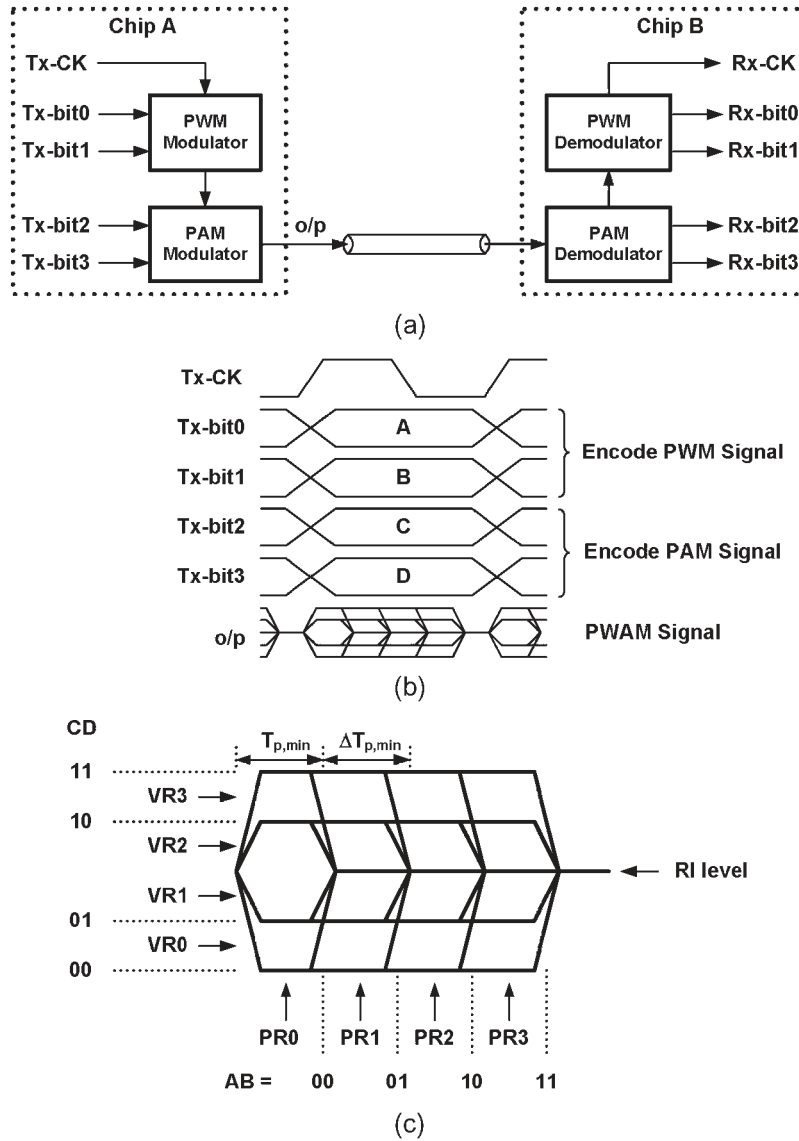 Chip A
Chip B
Tx-CK
Rx-CK
Tx-bit0
PWM
Modulator
PWM
Demodulator
Rx-bit0
Tx-bit1
Rx-bit1
Tx-bit2
PAM
Modulator
o/p
PAM
Demodulator
Rx-bit2
Tx-bit3
Rx-bit3
(a)
Tx-CK
Tx-bit0
A
Encode PWM Signal
Tx-bit1
B
Tx-bit2
C
Encode PAM Signal
Tx-bit3
D
o/p
PWAM Signal
(b)
CD
Tp,min
ΔTp,min
11
VR3
10
VR2
RI level
VR1
01
VR0
00
PR0 PR1 PR2 PR3
AB = 00 01 10 11
(c)